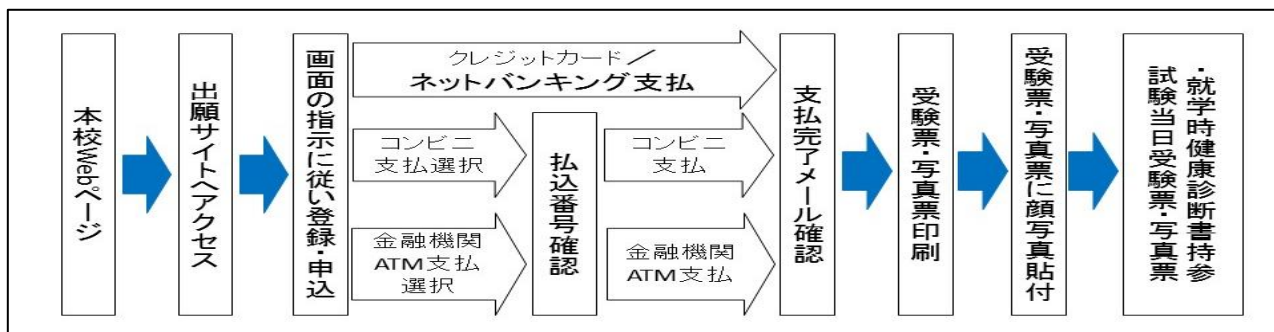 本校Webページ
出願サイトへアクセス
画面の指示に従い登録・申込
クレジットカード／
ネットバンキング支払
コンビニ
支払選択
金融機関
ATM支払
選択
払込番号確認
コンビニ
支払
金融機関
ATM支払
支払完了メール確認
受験票・写真票印刷
受験票・写真票に顔写真貼付
試験当日受験票・写真票
・就学時健康診断書持参